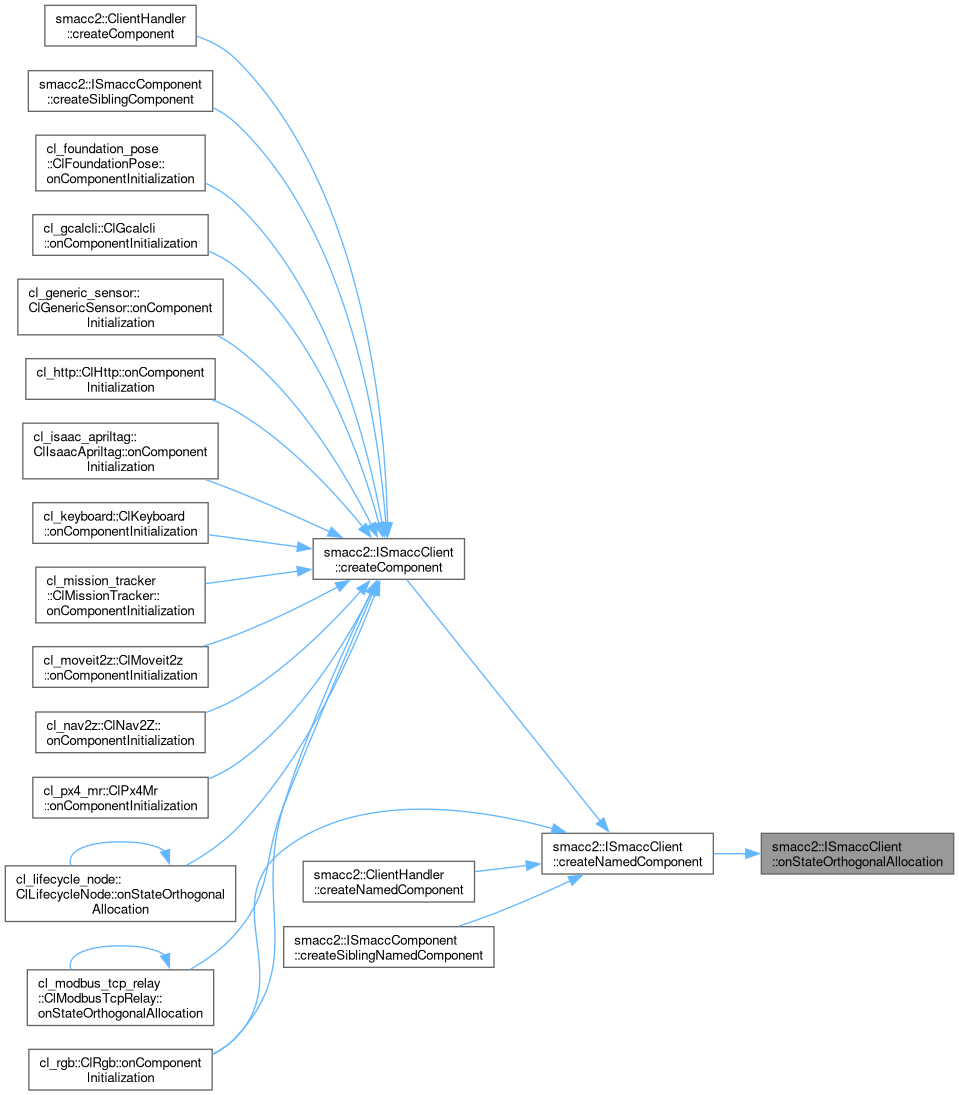 smacc2::ClientHandler
::createComponent
smacc2::ISmaccComponent
::createSiblingComponent
cl_foundation_pose
::ClFoundationPose::
onComponentInitialization
cl_gcalcli::ClGcalcli
::onComponentInitialization
cl_generic_sensor::
ClGenericSensor::onComponent
Initialization
cl_http::ClHttp::onComponent
Initialization
cl_isaac_apriltag::
ClIsaacApriltag::onComponent
Initialization
cl_keyboard::ClKeyboard
::onComponentInitialization
smacc2::ISmaccClient
::createComponent
cl_mission_tracker
::ClMissionTracker::
onComponentInitialization
cl_moveit2z::ClMoveit2z
::onComponentInitialization
cl_nav2z::ClNav2Z::
onComponentInitialization
cl_px4_mr::ClPx4Mr
::onComponentInitialization
smacc2::ISmaccClient
::createNamedComponent
smacc2::ISmaccClient
::onStateOrthogonalAllocation
cl_lifecycle_node::
ClLifecycleNode::onStateOrthogonal
Allocation
smacc2::ClientHandler
::createNamedComponent
smacc2::ISmaccComponent
::createSiblingNamedComponent
cl_modbus_tcp_relay
::ClModbusTcpRelay::
onStateOrthogonalAllocation
cl_rgb::ClRgb::onComponent
Initialization